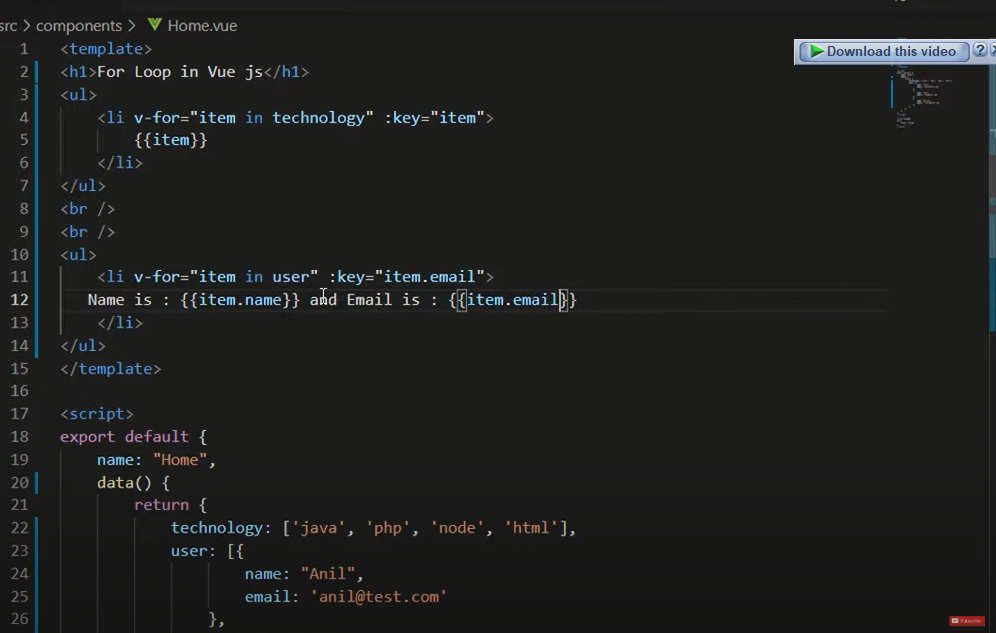 src > components > Home.vue
Download this video ?
1 <template>
2 <h1>For Loop in Vue js</h1>
3 <ul>
4 <li v-for="item in technology" :key="item">
5 {{item}}
6 </li>
7 </ul>
8 <br />
9 <br />
10 <ul>
11 <li v-for="item in user" :key="item.email">
12 Name is : {{item.name}} and Email is : {{item.email}}
13 </li>
14 </ul>
15 </template>
16
17 <script>
18 export default {
19 name: "Home",
20 data() {
21 return {
22 technology: ['java', 'php', 'node', 'html'],
23 user: [{
24 name: "Anil",
25 email: 'anil@test.com'
26 },